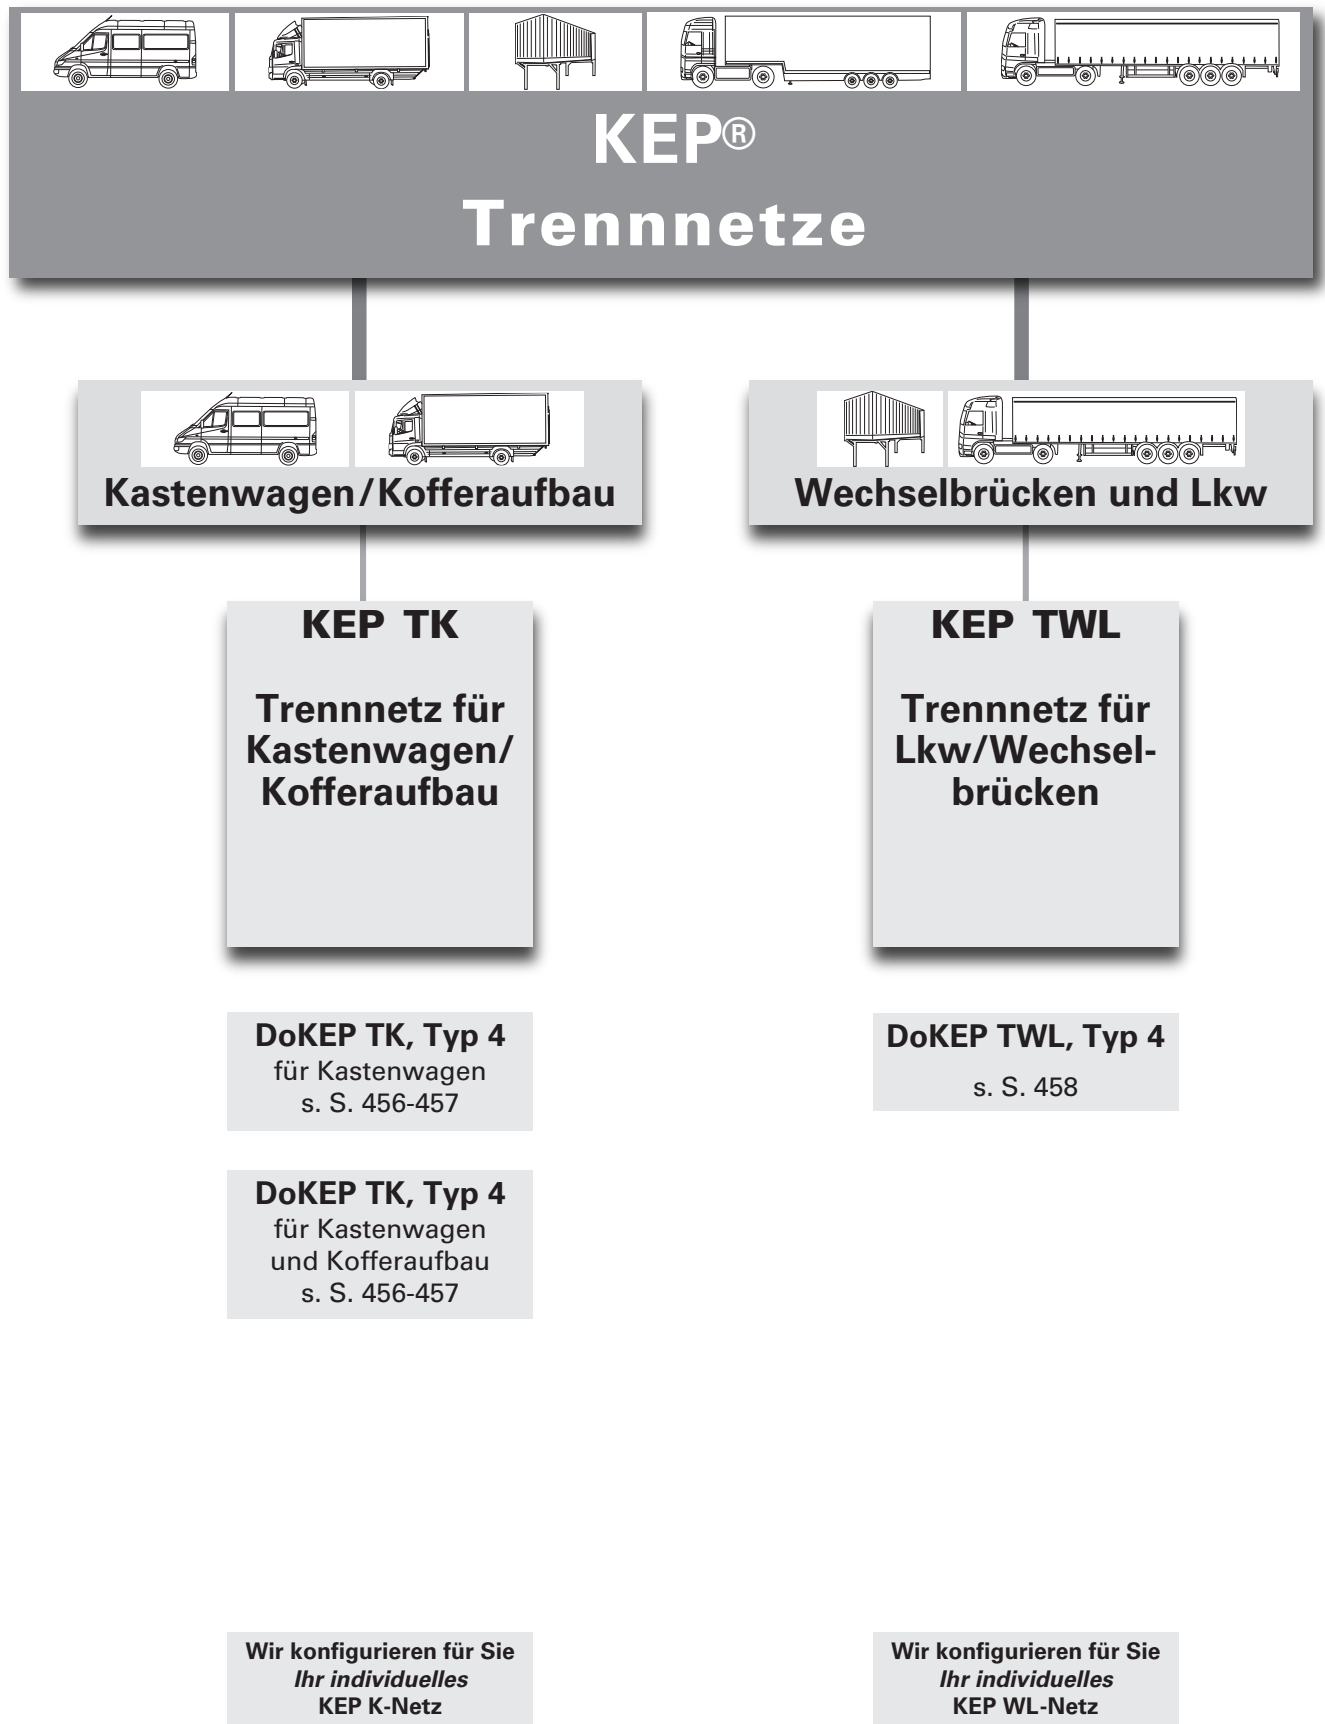 KEP®
Trennnetze
Kastenwagen/Kofferaufbau
Wechselbrücken und Lkw
KEP TK
Trennnetz für
Kastenwagen/
Kofferaufbau
KEP TWL
Trennnetz für
Lkw/Wechsel-
brücken
DoKEP TK, Typ 4
für Kastenwagen
s. S. 456-457
DoKEP TWL, Typ 4
s. S. 458
DoKEP TK, Typ 4
für Kastenwagen
und Kofferaufbau
s. S. 456-457
Wir konfigurieren für Sie
Ihr individuelles
KEP K-Netz
Wir konfigurieren für Sie
Ihr individuelles
KEP WL-Netz